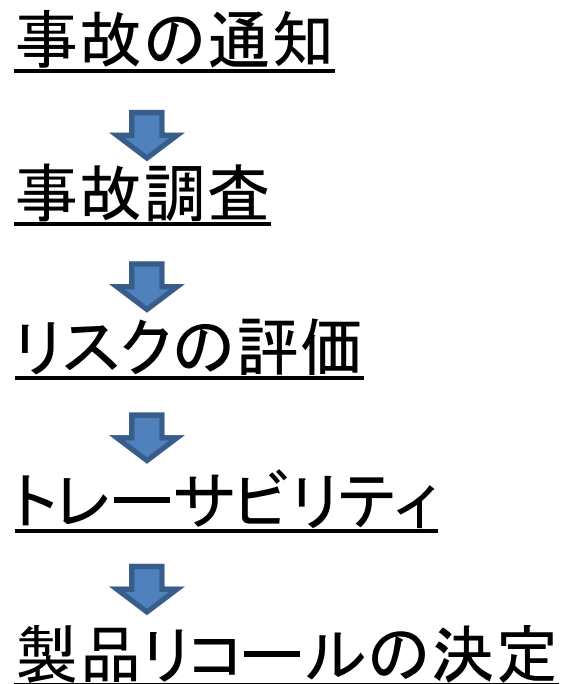 事故の通知
事故調査
リスクの評価
トレーサビリティ
製品リコールの決定